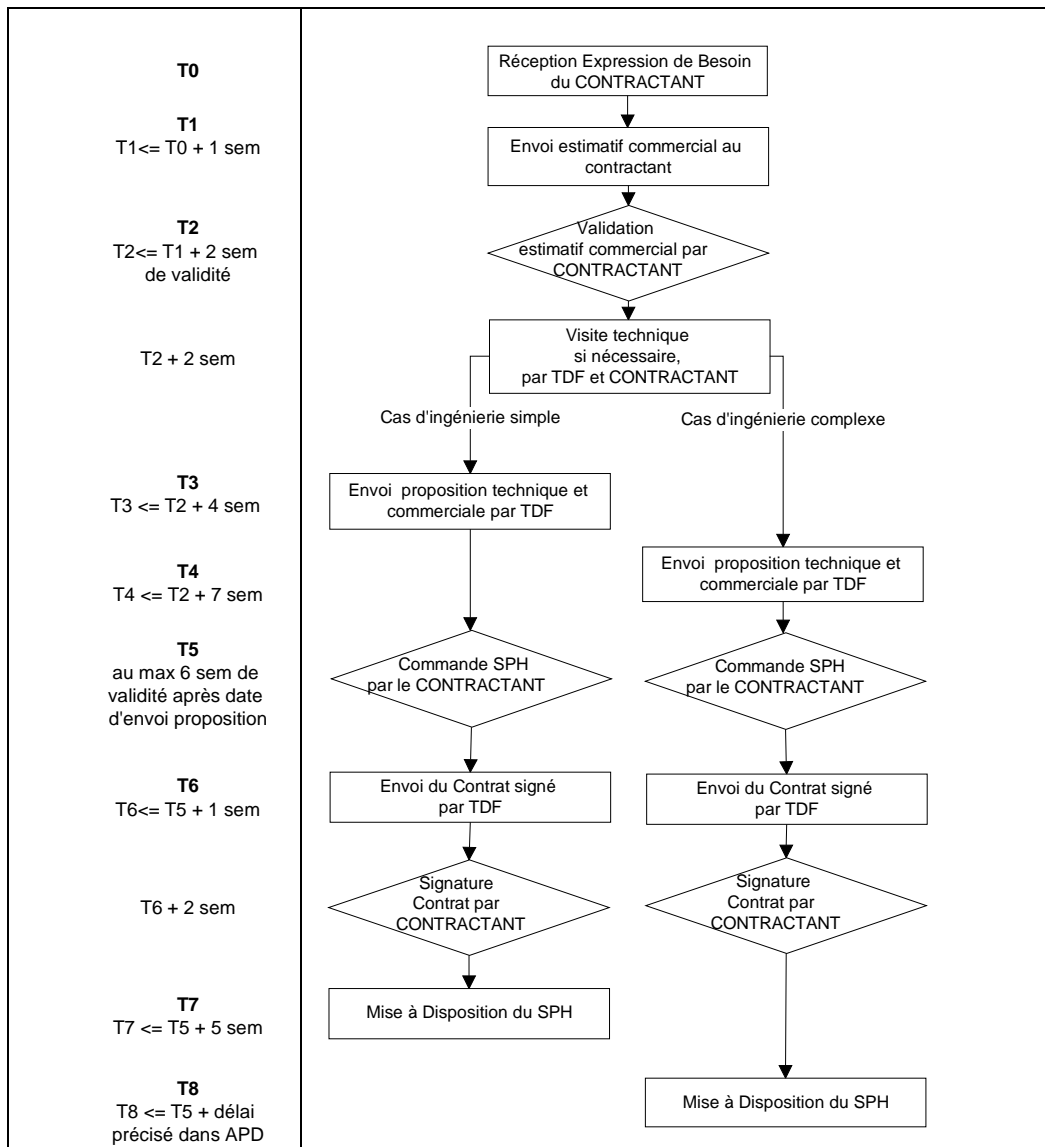 T0
Réception Expression de Besoin
du CONTRACTANT
T1
T1<= T0 + 1 sem
Envoi estimatif commercial au
contractant
T2
T2<= T1 + 2 sem
de validité
Validation
estimatif commercial par
CONTRACTANT
T2 + 2 sem
Visite technique
si nécessaire,
par TDF et CONTRACTANT
Cas d'ingénierie simple
Cas d'ingénierie complexe
T3
T3 <= T2 + 4 sem
Envoi proposition technique et
commerciale par TDF
T4
T4 <= T2 + 7 sem
Envoi proposition technique et
commerciale par TDF
T5
au max 6 sem de
validité après date
d'envoi proposition
Commande SPH
par le CONTRACTANT
Commande SPH
par le CONTRACTANT
T6
T6<= T5 + 1 sem
Envoi du Contrat signé
par TDF
Envoi du Contrat signé
par TDF
T6 + 2 sem
Signature
Contrat par
CONTRACTANT
Signature
Contrat par
CONTRACTANT
T7
T7 <= T5 + 5 sem
Mise à Disposition du SPH
T8
T8 <= T5 + délai
précisé dans APD
Mise à Disposition du SPH